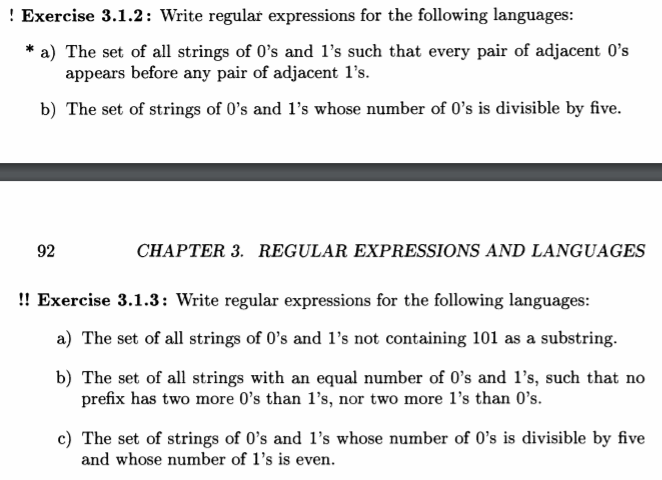 ! Exercise 3.1.2: Write regular expressions for the following languages:
* a) The set of all strings of 0's and 1's such that every pair of adjacent 0's
appears before any pair of adjacent 1's.
b) The set of strings of 0's and 1's whose number of 0's is divisible by five.
92 CHAPTER 3. REGULAR EXPRESSIONS AND LANGUAGES
!! Exercise 3.1.3: Write regular expressions for the following languages:
a) The set of all strings of 0's and 1's not containing 101 as a substring.
b) The set of all strings with an equal number of 0's and 1's, such that no
prefix has two more 0's than 1's, nor two more 1's than 0's.
c) The set of strings of 0's and 1's whose number of 0's is divisible by five
and whose number of 1's is even.